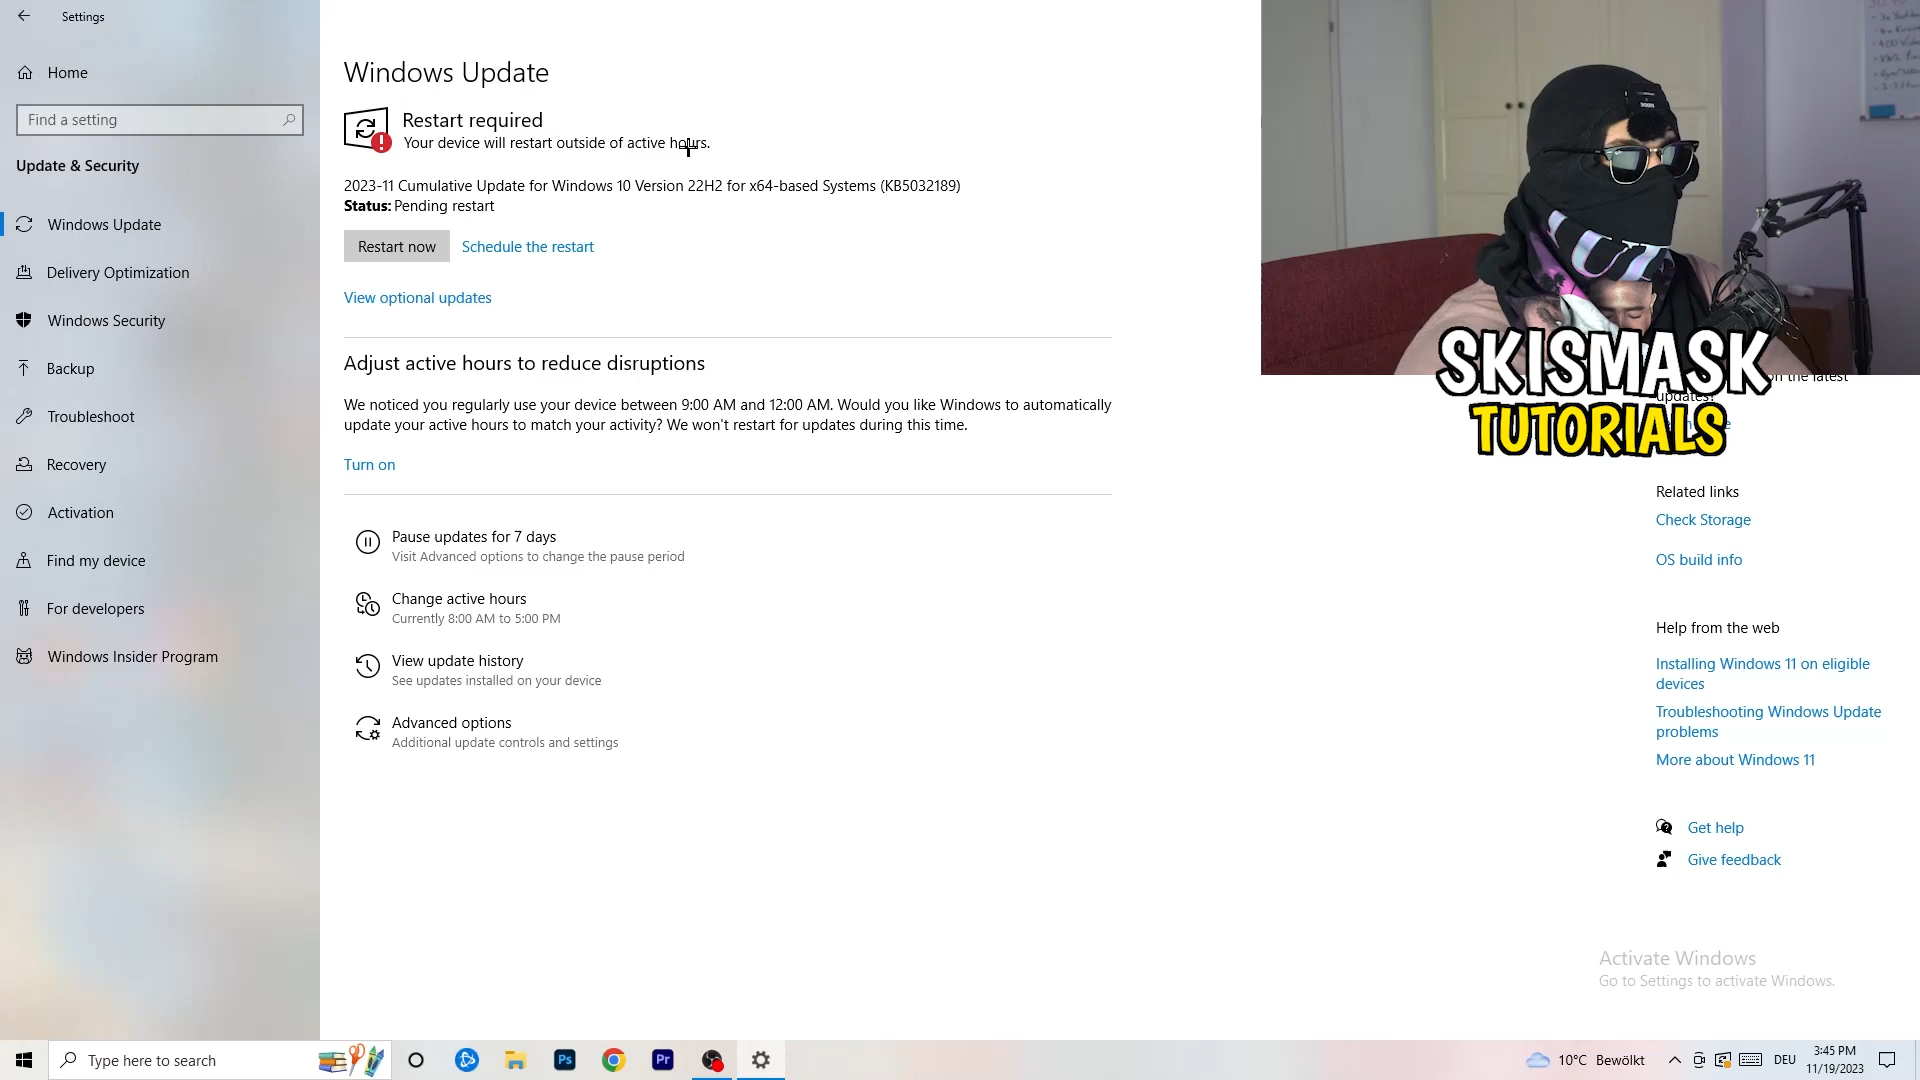 Settings
Home
Find a setting
Update & Security
Windows Update
Delivery Optimization
Windows Security
Backup
Troubleshoot
Recovery
Activation
Find my device
For developers
Windows Insider Program
Windows Update
Restart required
Your device will restart outside of active hours.
2023-11 Cumulative Update for Windows 10 Version 22H2 for x64-based Systems (KB5032189)
Status: Pending restart
Restart now
Schedule the restart
View optional updates
Adjust active hours to reduce disruptions
We noticed you regularly use your device between 9:00 AM and 12:00 AM. Would you like Windows to automatically
update your active hours to match your activity? We won't restart for updates during this time.
Turn on
Pause updates for 7 days
Visit Advanced options to change the pause period
Change active hours
Currently 8:00 AM to 5:00 PM
View update history
See updates installed on your device
Advanced options
Additional update controls and settings
SKISMASK
TUTORIALS
on the latest
updates?
Related links
Check Storage
OS build info
Help from the web
Installing Windows 11 on eligible
devices
Troubleshooting Windows Update
problems
More about Windows 11
Get help
Give feedback
Activate Windows
Go to Settings to activate Windows.
Type here to search
Ps
Pr
10°C Bewölkt
DEU
3:45 PM
11/19/2023